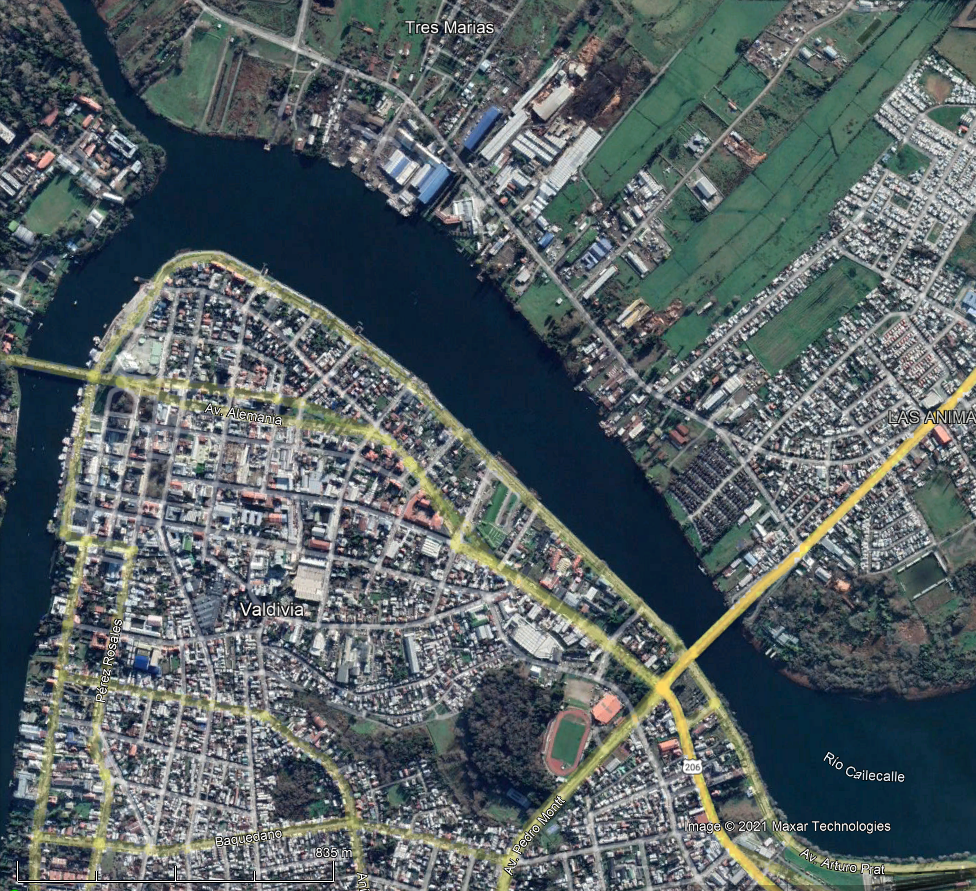 Tres Marias
LAS ANIMA
Av. Alemania
Valdivia
Pérez Rosales
206
Río Callecalle
Image © 2021 Maxar Technologies
Av. Pedro Montt
Baquedano
835 m
Av. Arturo Prat